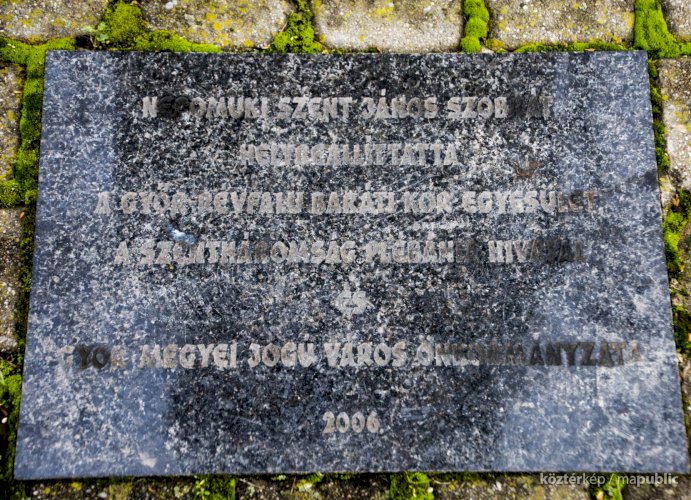 NEPOMUKI SZENT JÁNOS SZOBRÁT
HELYREÁLLÍTTATTA
A GYŐR-RÉVFALU BARÁTI KÖR EGYESÜLET
A SZENTHÁROMSÁG PLÉBÁNIA HIVATAL
ÉS
GYŐR MEGYEI JOGÚ VÁROS ÖNKORMÁNYZATA
2006
köztérkép / mapublic